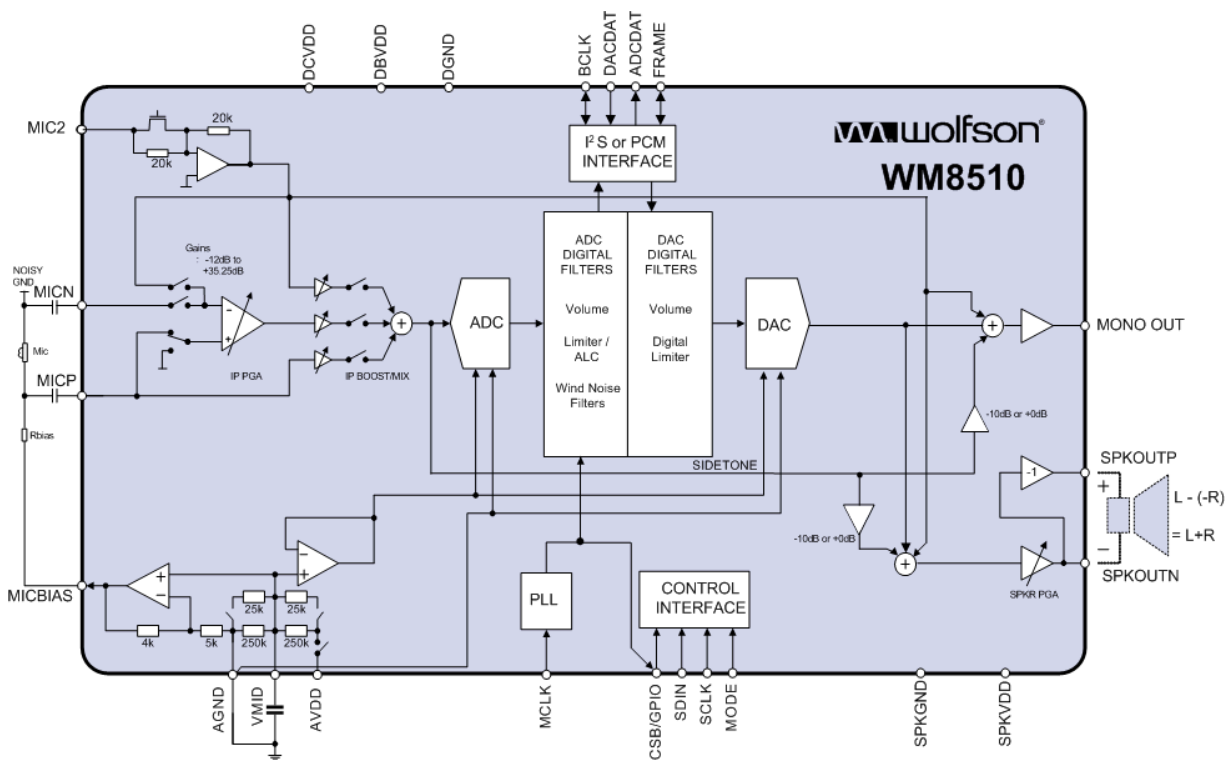 DCVDD
DBVDD
DGND
BCLK
DACDAT
ADCDAT
FRAME
MIC2
20k
20k
I²S or PCM
INTERFACE
wolfson®
WM8510
Gains
: -12dB to
+35.25dB
NOISY
GND
MICN
Mic
MICP
Rbias
-
+
IP PGA
+
IP BOOST/MIX
ADC
ADC
DIGITAL
FILTERS
Volume
Limiter /
ALC
Wind Noise
Filters
DAC
DIGITAL
FILTERS
Volume
Digital
Limiter
DAC
+
MONO OUT
-10dB or +0dB
SIDETONE
-10dB or +0dB
+
-1
SPKR PGA
SPKOUTP
+
L - (-R)
= L+R
−
SPKOUTN
MICBIAS
+
−
−
+
4k
5k
25k
25k
250k
250k
PLL
CONTROL
INTERFACE
AGND
VMID
AVDD
MCLK
CSB/GPIO
SDIN
SCLK
MODE
SPKGND
SPKVDD